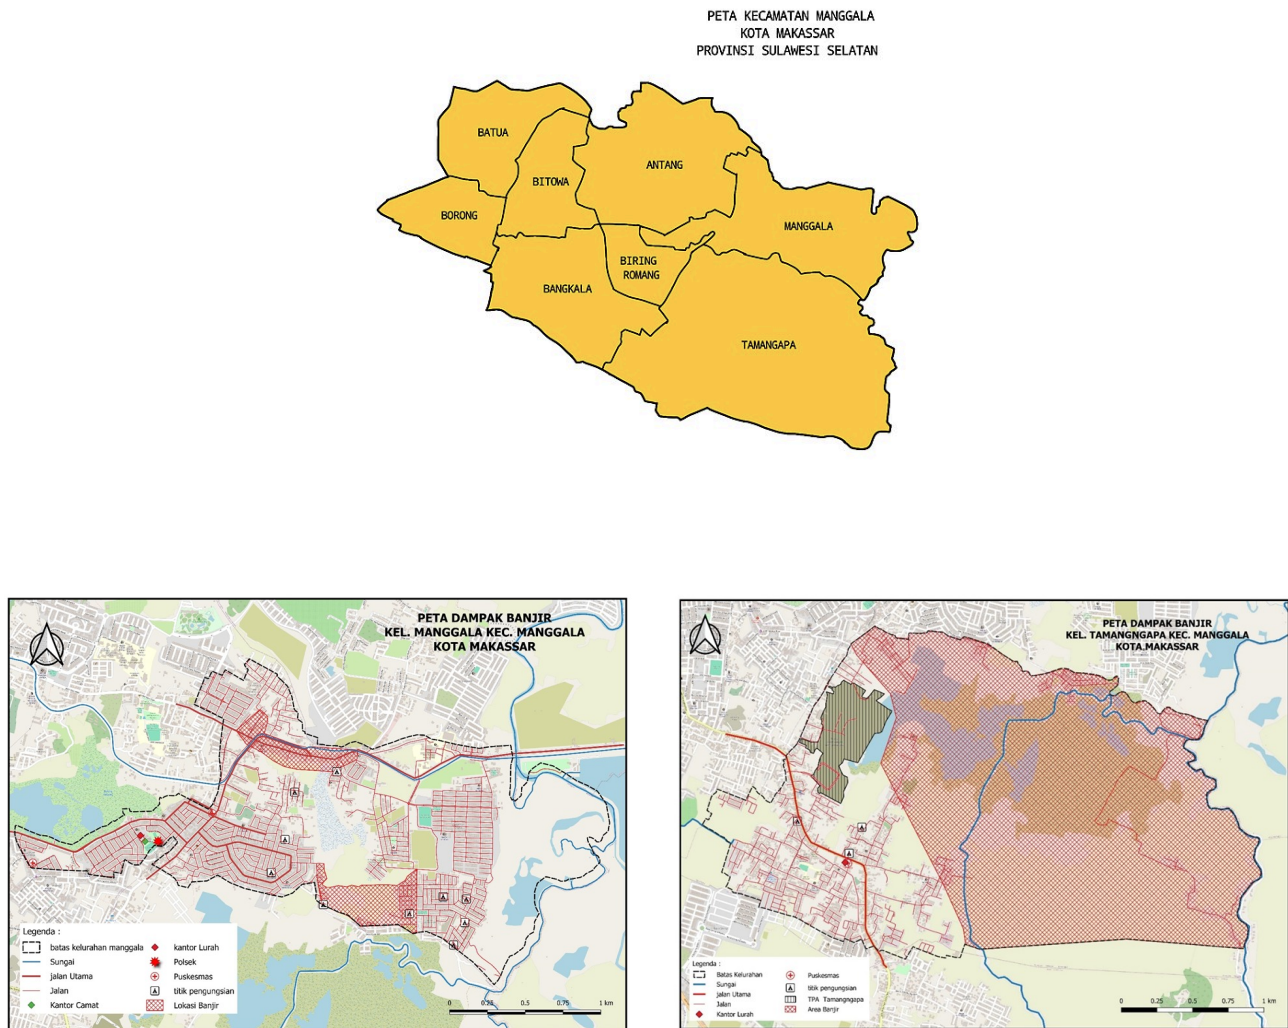 PETA KECAMATAN MANGGALA
KOTA MAKASSAR
PROVINSI SULAWESI SELATAN
BATUA
BITOWA
ANTANG
BORONG
MANGGALA
BIRING
ROMANG
BANGKALA
TAMANGAPA
PETA DAMPAK BANJIR
KEL. MANGGALA KEC. MANGGALA
KOTA MAKASSAR
Legenda :
batas kelurahan manggala
Sungai
jalan Utama
Jalan
Kantor Camat
kantor Lurah
Polsek
Puskesmas
titik pengungsian
Lokasi Banjir
0 0.25 0.5 0.75 1 km
PETA DAMPAK BANJIR
KEL. TAMANGNGAPA KEC. MANGGALA
KOTA.MAKASSAR
Legenda :
Batas Kelurahan
Sungai
jalan Utama
Jalan
Kantor Lurah
Puskesmas
titik pengungsian
TPA Tamangngapa
Area Banjir
0 0.25 0.5 0.75 1 km